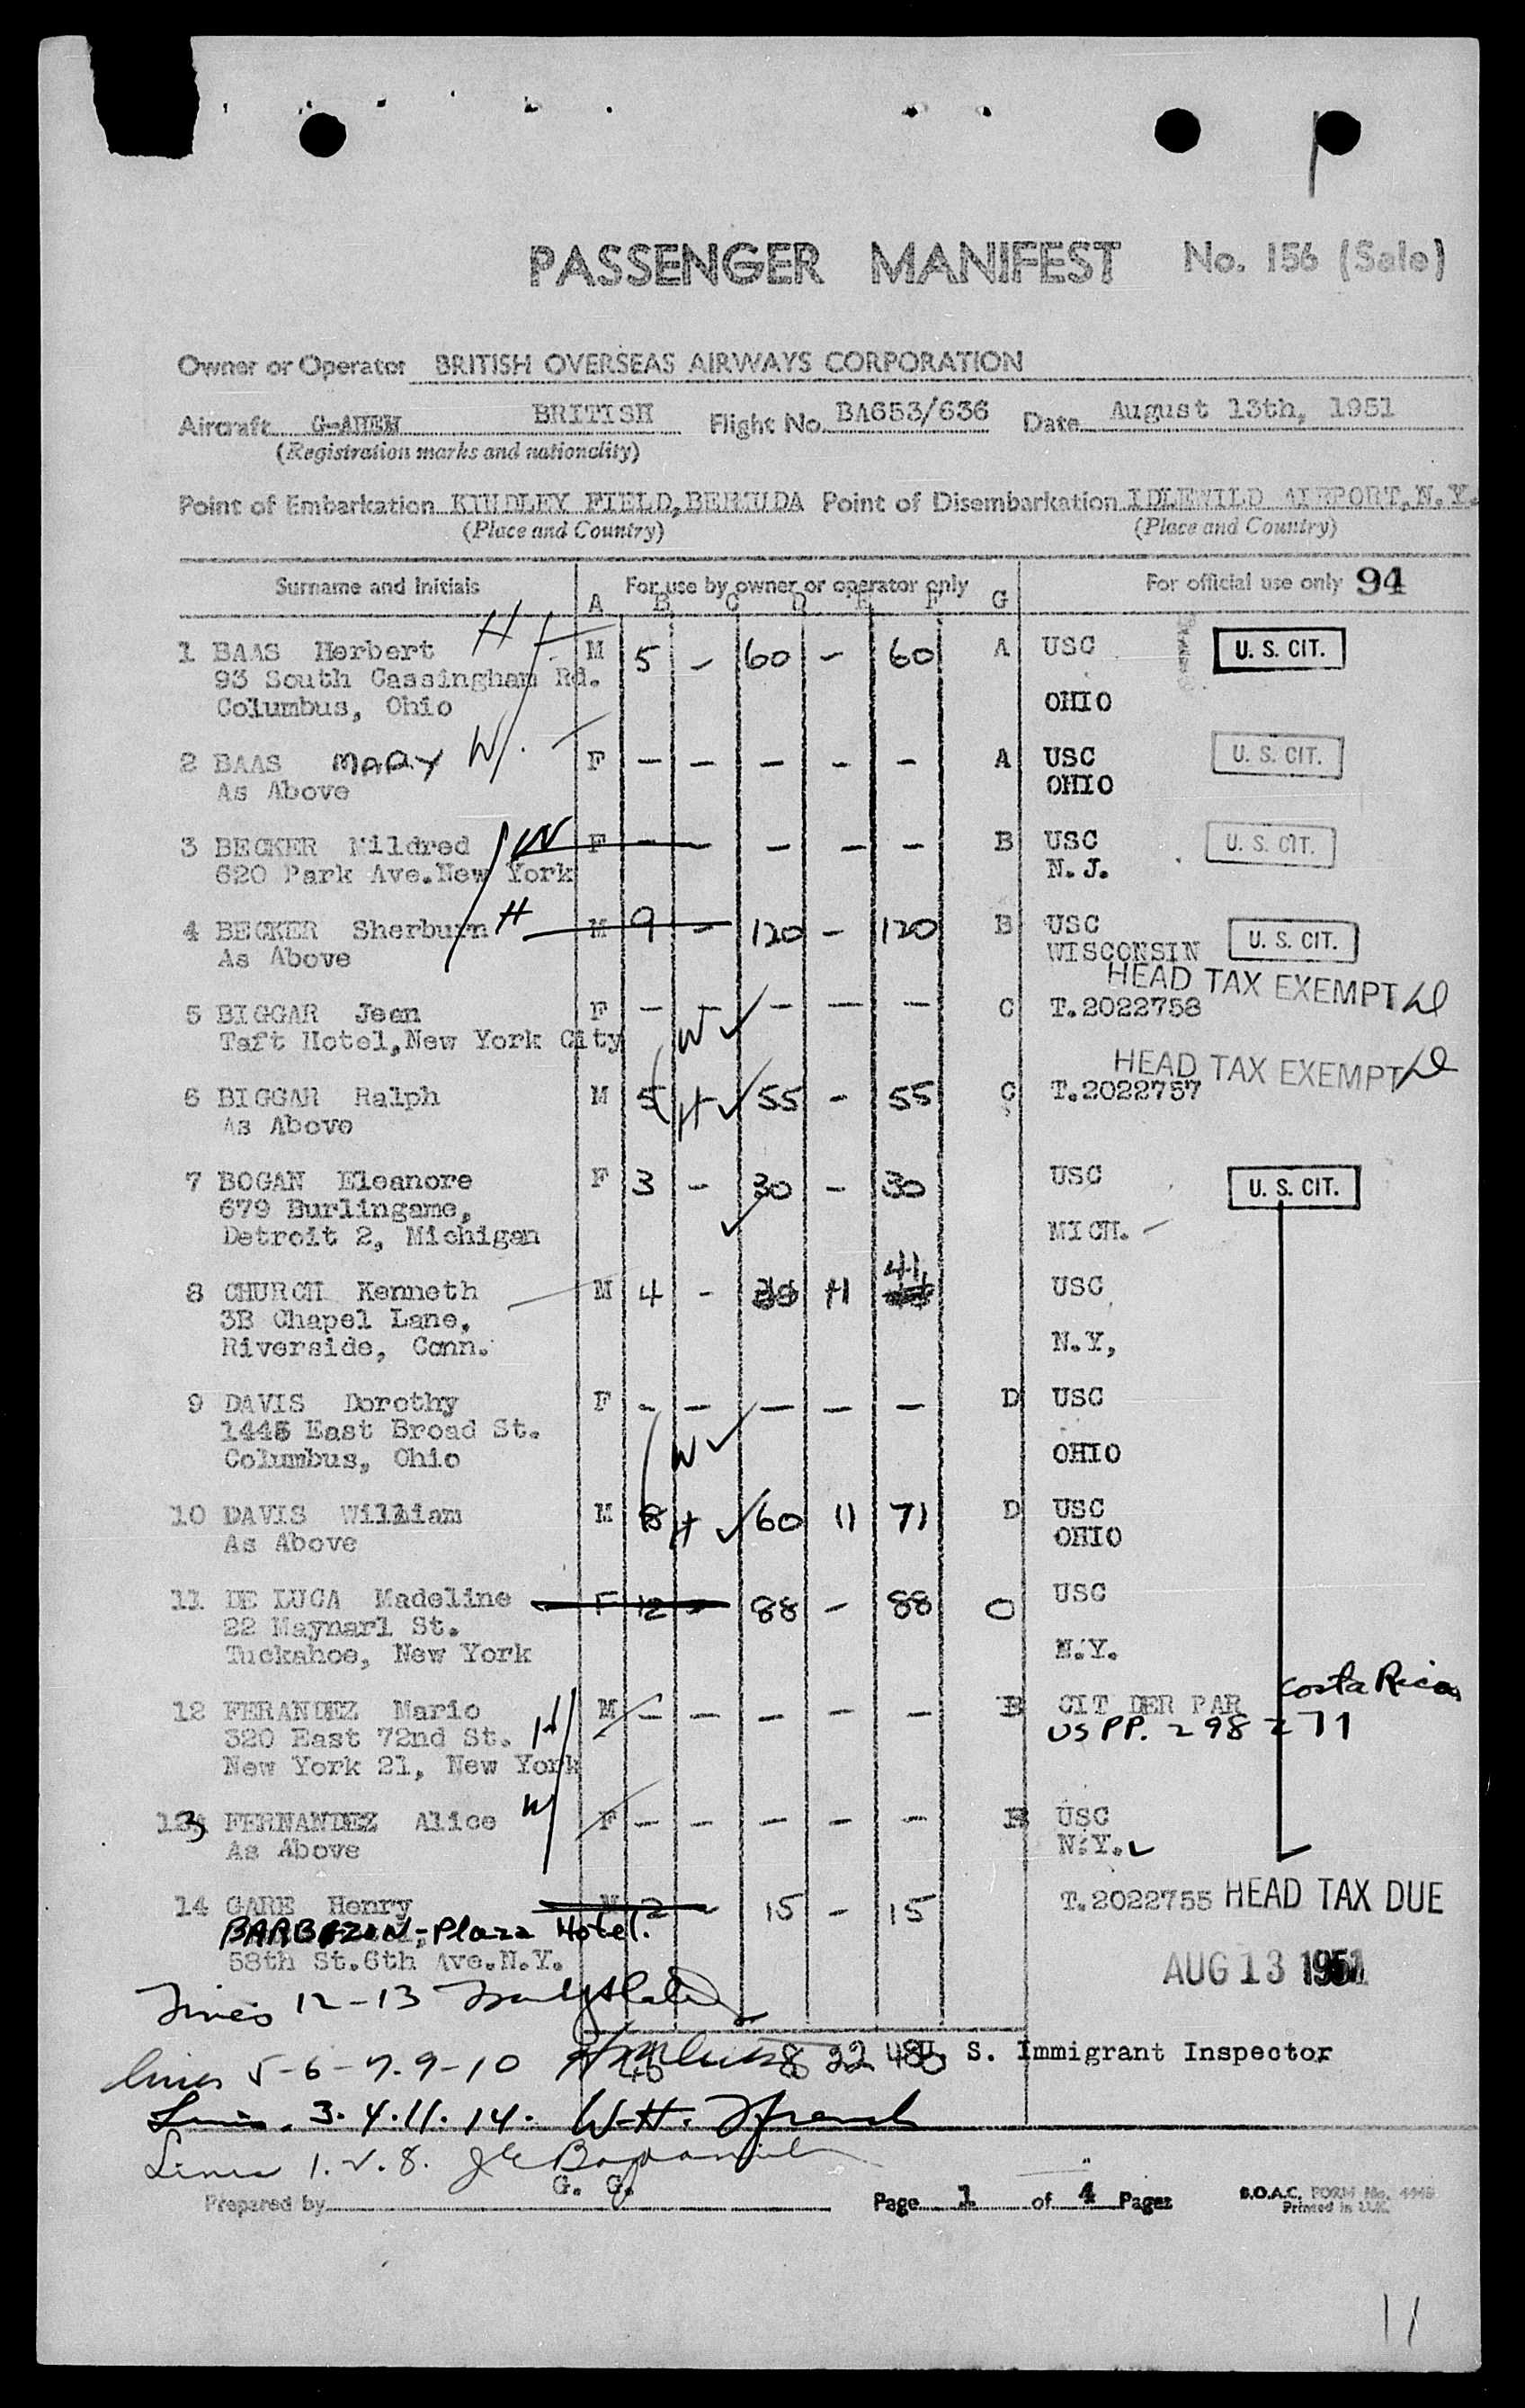 PASSENGER MANIFEST No. 156 (Sale)
Owner or Operator BRITISH OVERSEAS AIRWAYS CORPORATION
Aircraft G-AHEN BRITISH Flight No. BA653/636 Date August 13th, 1951
(Registration marks and nationality)
Point of Embarkation KINDLEY FIELD, BERMUDA Point of Disembarkation IDLEWILD AIRPORT, N.Y.
(Place and Country) (Place and Country)
Surname and Initials For use by owner or operator only For official use only 94
A B C D E F G
1 BAAS Herbert H M 5 - 60 - 60 A USC U. S. CIT.
93 South Cassingham Rd.
Columbus, Ohio OHIO
2 BAAS MARY W. F - - - - - A USC U. S. CIT.
As Above OHIO
3 BECKER Mildred W F - - - - - B USC U. S. CIT.
620 Park Ave. New York N.J.
4 BECKER Sherburn H M 9 - 120 - 120 B USC U. S. CIT.
As Above WISCONSIN
HEAD TAX EXEMPT
5 BIGGAR Jean F - - - - - C T.2022758
Taft Hotel, New York City W ✓
HEAD TAX EXEMPT
6 BIGGAR Ralph M 5 H ✓ 55 - 55 C T.2022757
As Above
7 BOGAN Eleanore F 3 - 30 - 30 USC U. S. CIT.
679 Burlingame, ✓
Detroit 2, Michigan MICH.
41
8 CHURCH Kenneth M 4 - 11 USC
3B Chapel Lane,
Riverside, Conn. N.Y,
9 DAVIS Dorothy F - - - - - D USC
1445 East Broad St. W ✓
Columbus, Ohio OHIO
10 DAVIS William M 8 H ✓ 60 11 71 D USC
As Above OHIO
11 DE LUCA Madeline F 12 - 88 - 88 O USC
22 Maynarl St.
Tuckahoe, New York N.Y.
Costa Rica
12 FERANDEZ Mario M - - - - - E CIT DER PAR
320 East 72nd St. H US PP. 298271
New York 21, New York
13 FERNANDEZ Alice W F - - - - - E USC
As Above N.Y.
14 GARE Henry M 2 - 15 - 15 T.2022755 HEAD TAX DUE
BARBIZON-Plaza Hotel.
58th St.6th Ave.N.Y.
AUG 13 1951
Lines 12-13
lines 5-6-7.9-10 22 U. S. Immigrant Inspector
Lines. 3.4.11.14. W.H. French
Lines 1.2.8.
G. G.
Prepared by
Page 1 of 4 Pages
B.O.A.C. FORM No.
Printed in U.K.
11